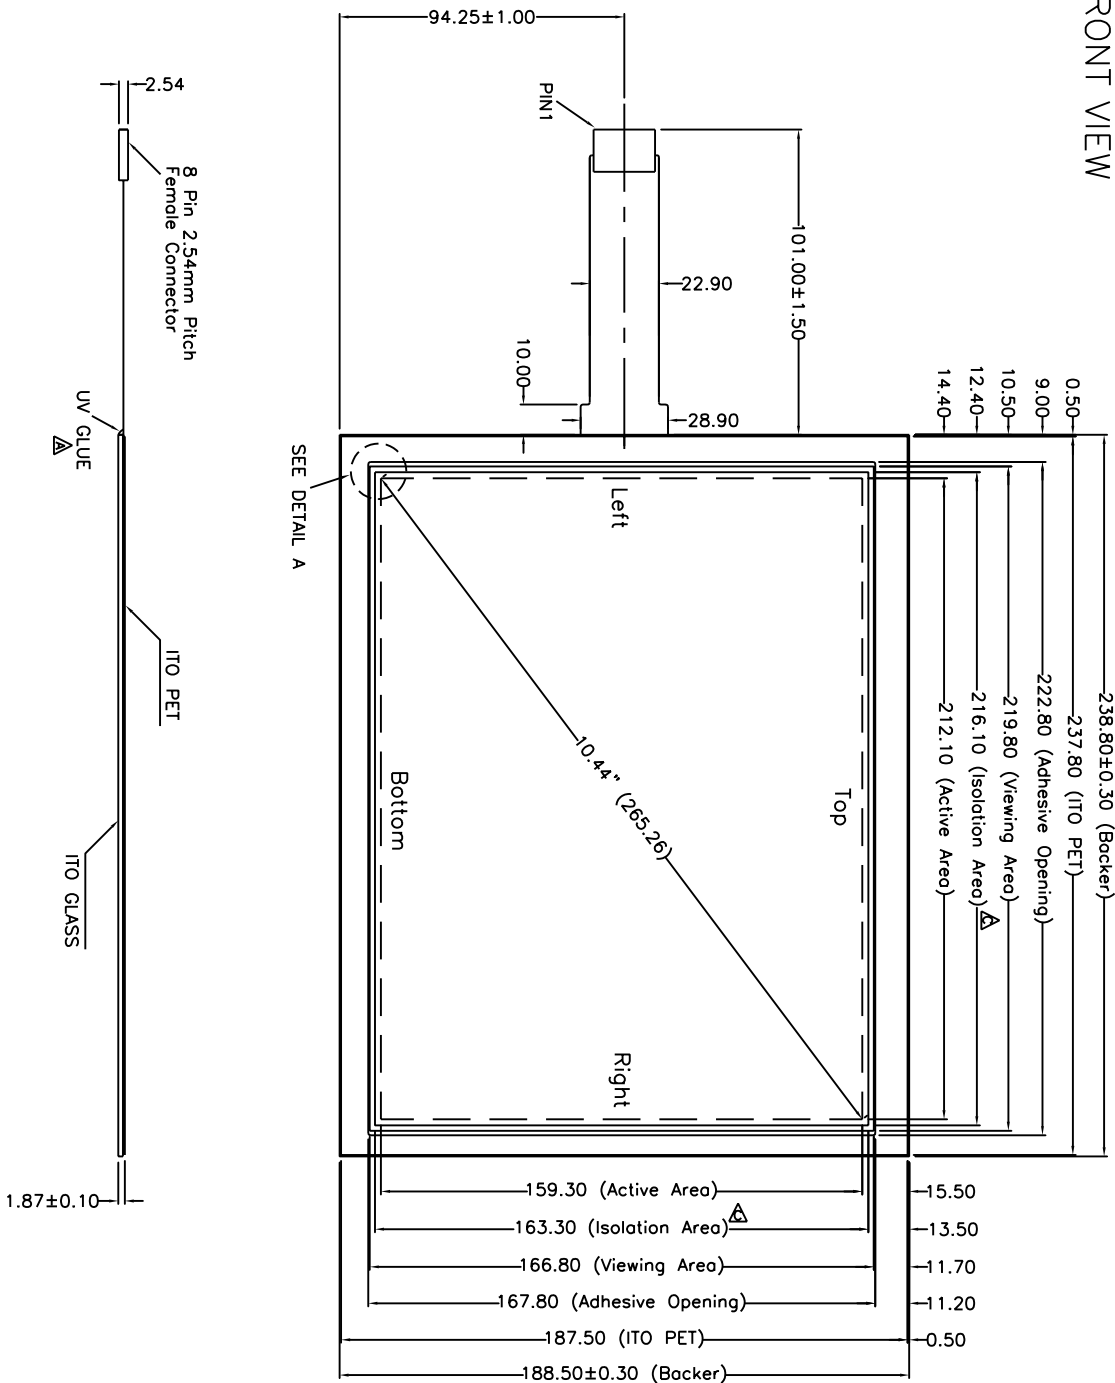 FRONT VIEW
94.25±1.00
2.54
PIN1
8 Pin 2.54mm Pitch
Female Connector
101.00±1.50
22.90
10.00
28.90
0.50
9.00
10.50
12.40
14.40
238.80±0.30 (Backer)
237.80 (ITO PET)
222.80 (Adhesive Opening)
219.80 (Viewing Area)
216.10 (Isolation Area) C
212.10 (Active Area)
UV GLUE
A
SEE DETAIL A
Left
Top
10.44" (265.26)
Bottom
Right
ITO PET
ITO GLASS
1.87±0.10
159.30 (Active Area)
15.50
163.30 (Isolation Area) C
13.50
166.80 (Viewing Area)
11.70
167.80 (Adhesive Opening)
11.20
187.50 (ITO PET)
0.50
188.50±0.30 (Backer)